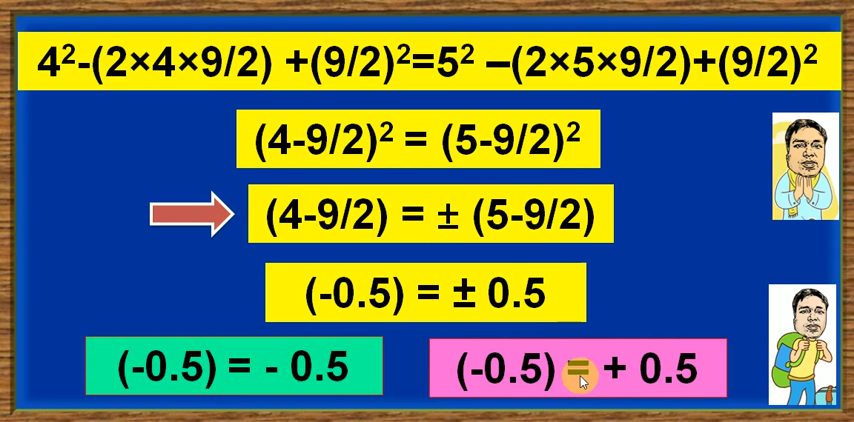 4²-(2×4×9/2) +(9/2)²=5² –(2×5×9/2)+(9/2)²
(4-9/2)² = (5-9/2)²
(4-9/2) = ± (5-9/2)
(-0.5) = ± 0.5
(-0.5) = - 0.5
(-0.5) = + 0.5